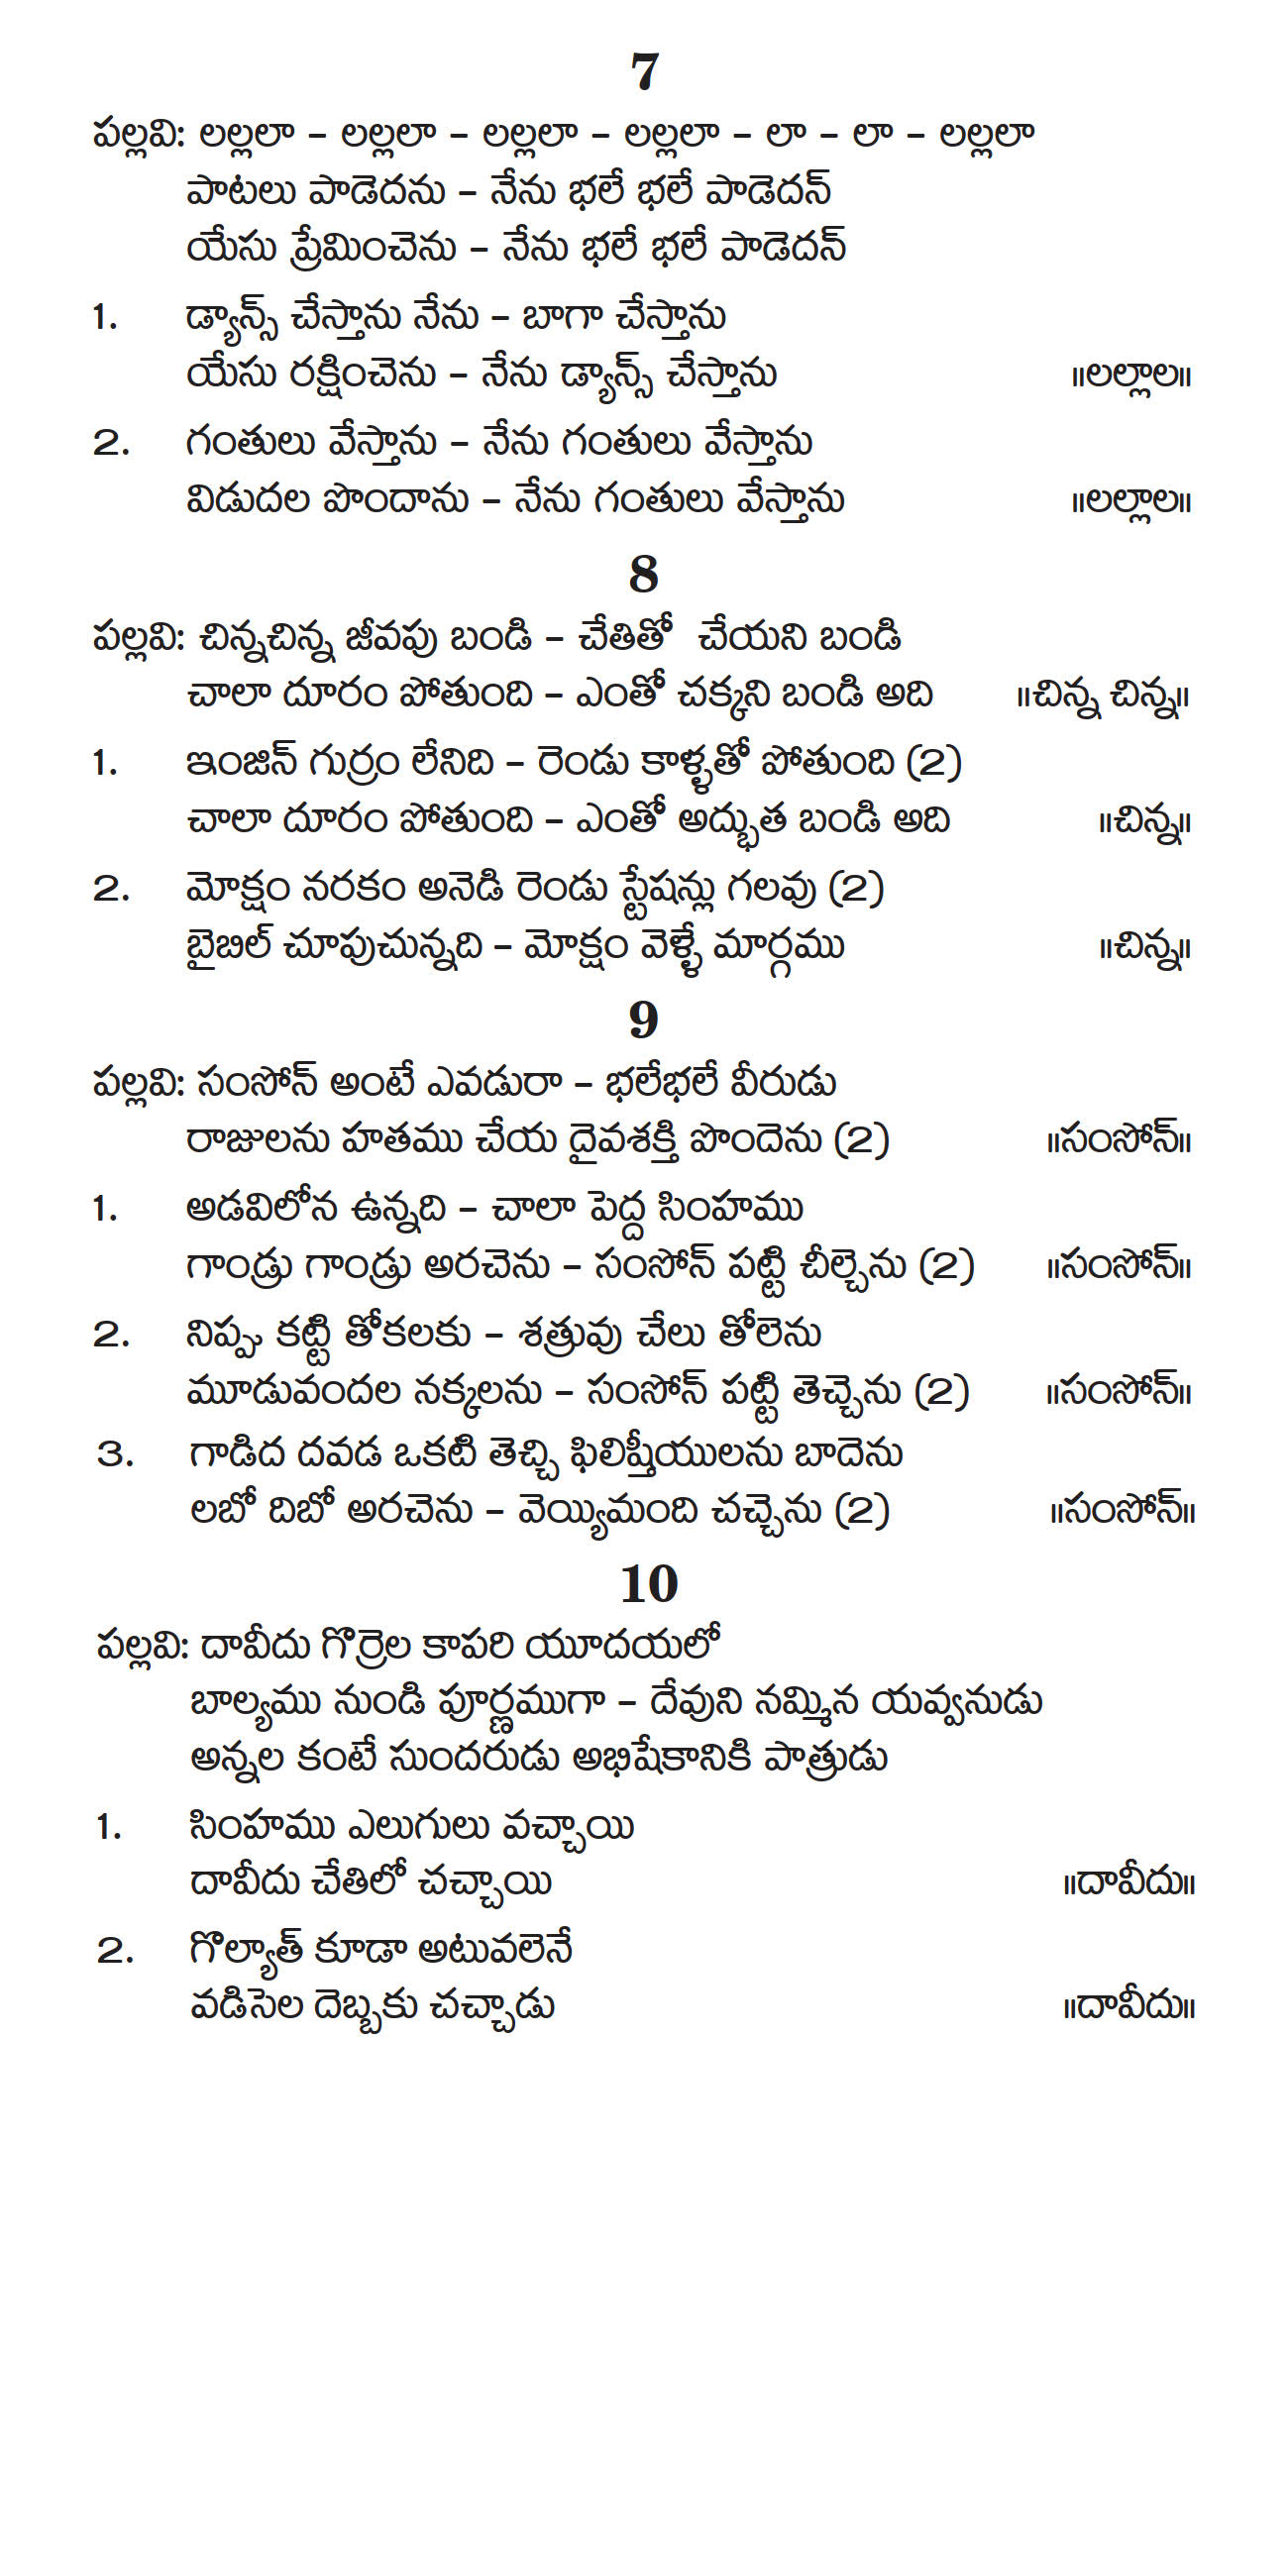 7
పల్లవి: లల్లలా – లల్లలా – లల్లలా – లల్లలా – లా – లా – లల్లలా
పాటలు పాడెదను – నేను భలే భలే పాడెదన్
యేసు ప్రేమించెను – నేను భలే భలే పాడెదన్
1. డ్యాన్స్ చేస్తాను నేను – బాగా చేస్తాను
యేసు రక్షించెను – నేను డ్యాన్స్ చేస్తాను ॥లల్లాల॥
2. గంతులు వేస్తాను – నేను గంతులు వేస్తాను
విడుదల పొందాను – నేను గంతులు వేస్తాను ॥లల్లాల॥
8
పల్లవి: చిన్నచిన్న జీవపు బండి – చేతితో చేయని బండి
చాలా దూరం పోతుంది – ఎంతో చక్కని బండి అది ॥చిన్న చిన్న॥
1. ఇంజిన్ గుర్రం లేనిది – రెండు కాళ్ళతో పోతుంది (2)
చాలా దూరం పోతుంది – ఎంతో అద్భుత బండి అది ॥చిన్న॥
2. మోక్షం నరకం అనెడి రెండు స్టేషన్లు గలవు (2)
బైబిల్ చూపుచున్నది – మోక్షం వెళ్ళే మార్గము ॥చిన్న॥
9
పల్లవి: సంసోన్ అంటే ఎవడురా – భలేభలే వీరుడు
రాజులను హతము చేయ దైవశక్తి పొందెను (2) ॥సంసోన్॥
1. అడవిలోన ఉన్నది – చాలా పెద్ద సింహము
గాండ్రు గాండ్రు అరచెను – సంసోన్ పట్టి చీల్చెను (2) ॥సంసోన్॥
2. నిప్పు కట్టి తోకలకు – శత్రువు చేలు తోలెను
మూడువందల నక్కలను – సంసోన్ పట్టి తెచ్చెను (2) ॥సంసోన్॥
3. గాడిద దవడ ఒకటి తెచ్చి ఫిలిష్తీయులను బాదెను
లబో దిబో అరచెను – వెయ్యిమంది చచ్చెను (2) ॥సంసోన్॥
10
పల్లవి: దావీదు గొర్రెల కాపరి యూదయలో
బాల్యము నుండి పూర్ణముగా – దేవుని నమ్మిన యవ్వనుడు
అన్నల కంటే సుందరుడు అభిషేకానికి పాత్రుడు
1. సింహము ఎలుగులు వచ్చాయి
దావీదు చేతిలో చచ్చాయి ॥దావీదు॥
2. గొల్యాత్ కూడా అటువలెనే
వడిసెల దెబ్బకు చచ్చాడు ॥దావీదు॥